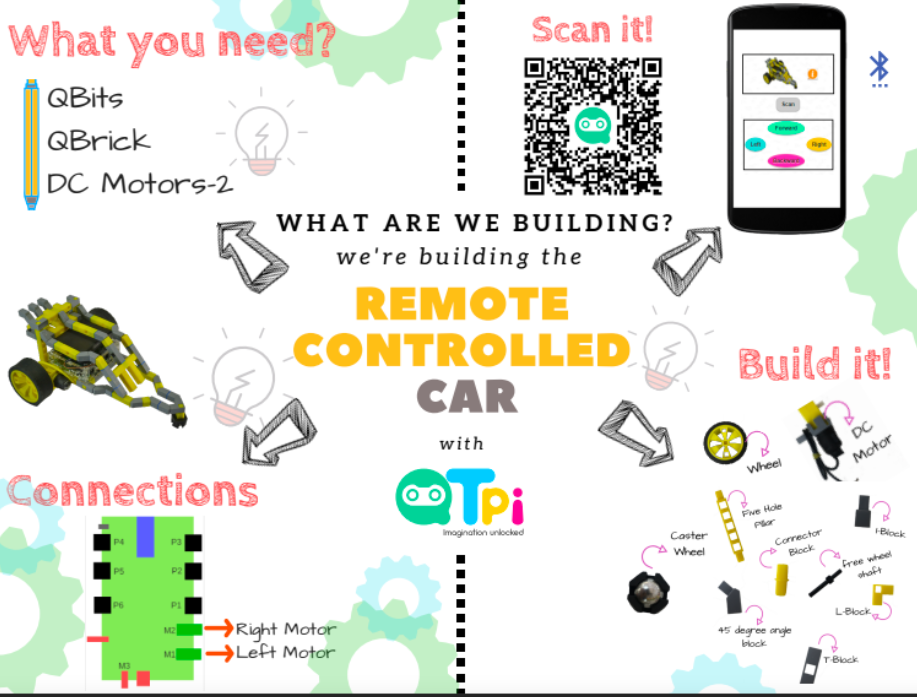 What you need?
QBits
QBrick
DC Motors-2
Scan it!
Scan
Forward
Left
Right
Backward
WHAT ARE WE BUILDING?
we're building the
REMOTE
CONTROLLED
CAR
with
QTPi
Imagination unlocked
Connections
P4
P3
P5
P2
P6
P1
M2
Right Motor
M1
Left Motor
M3
Build it!
Wheel
DC
Motor
Five Hole
Pillar
I-Block
Caster
Wheel
Connector
Block
free wheel
shaft
L-Block
45 degree angle
block
T-Block